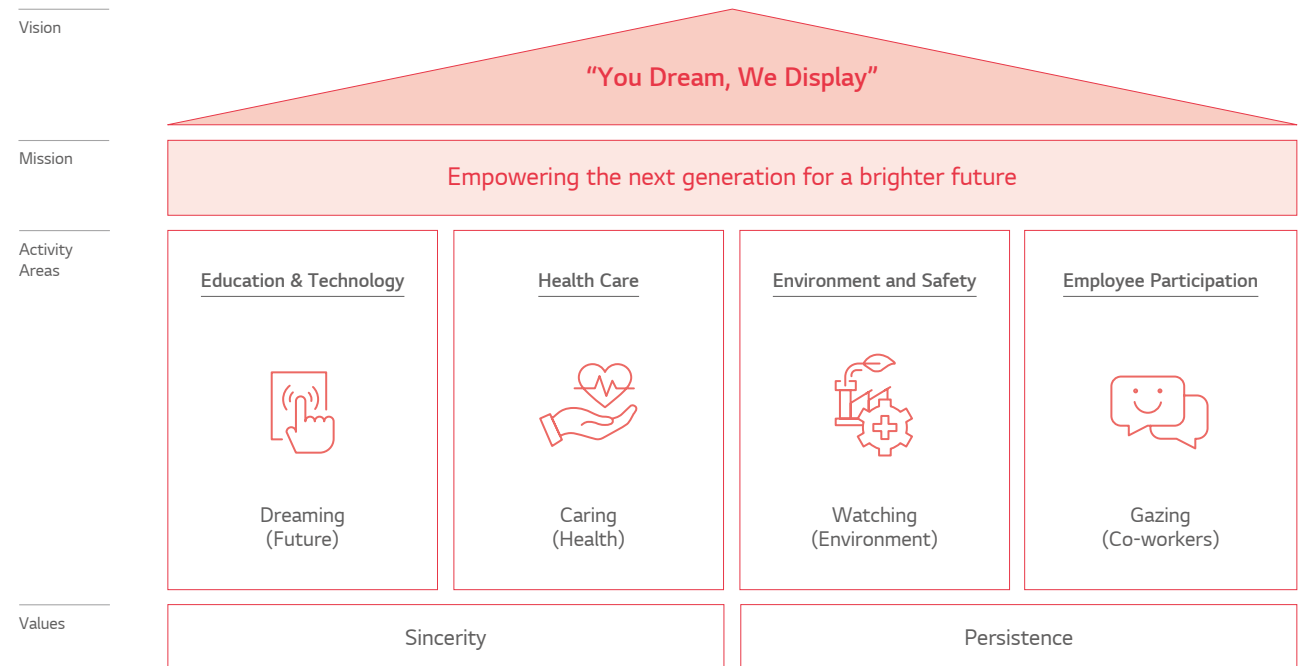 Vision
“You Dream, We Display”
Mission
Empowering the next generation for a brighter future
Activity
Areas
Education & Technology
Dreaming
(Future)
Health Care
Caring
(Health)
Environment and Safety
Watching
(Environment)
Employee Participation
Gazing
(Co-workers)
Values
Sincerity
Persistence